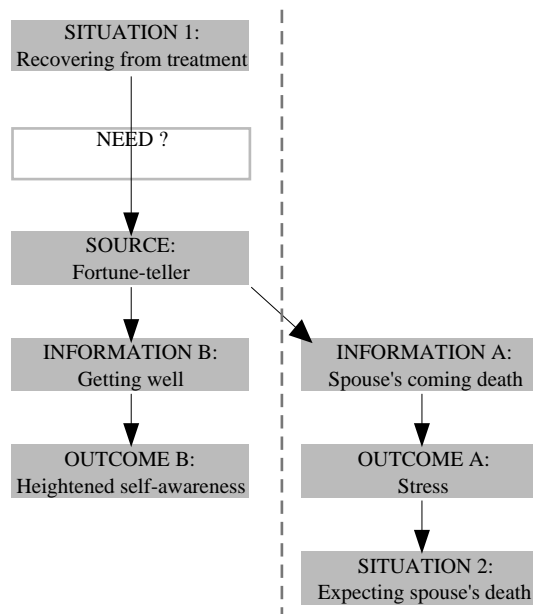 SITUATION 1:
Recovering from treatment
NEED ?
SOURCE:
Fortune-teller
INFORMATION B:
Getting well
INFORMATION A:
Spouse's coming death
OUTCOME B:
Heightened self-awareness
OUTCOME A:
Stress
SITUATION 2:
Expecting spouse's death